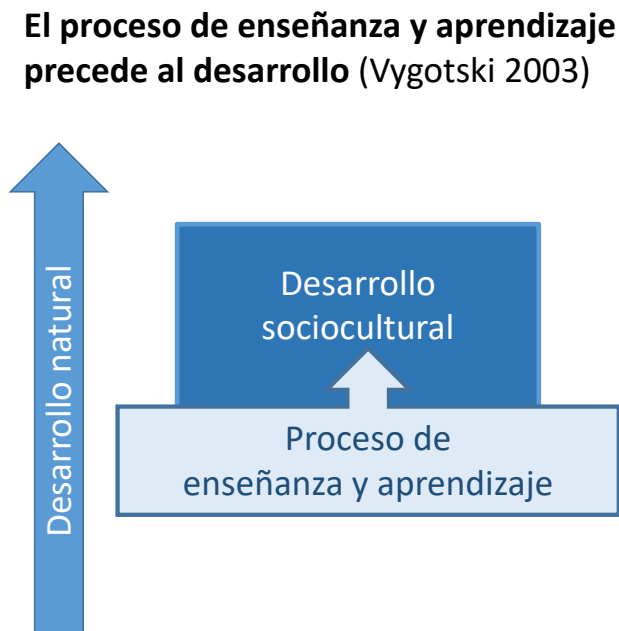 El proceso de enseñanza y aprendizaje
precede al desarrollo (Vygotski 2003)
Desarrollo natural
Desarrollo
sociocultural
Proceso de
enseñanza y aprendizaje